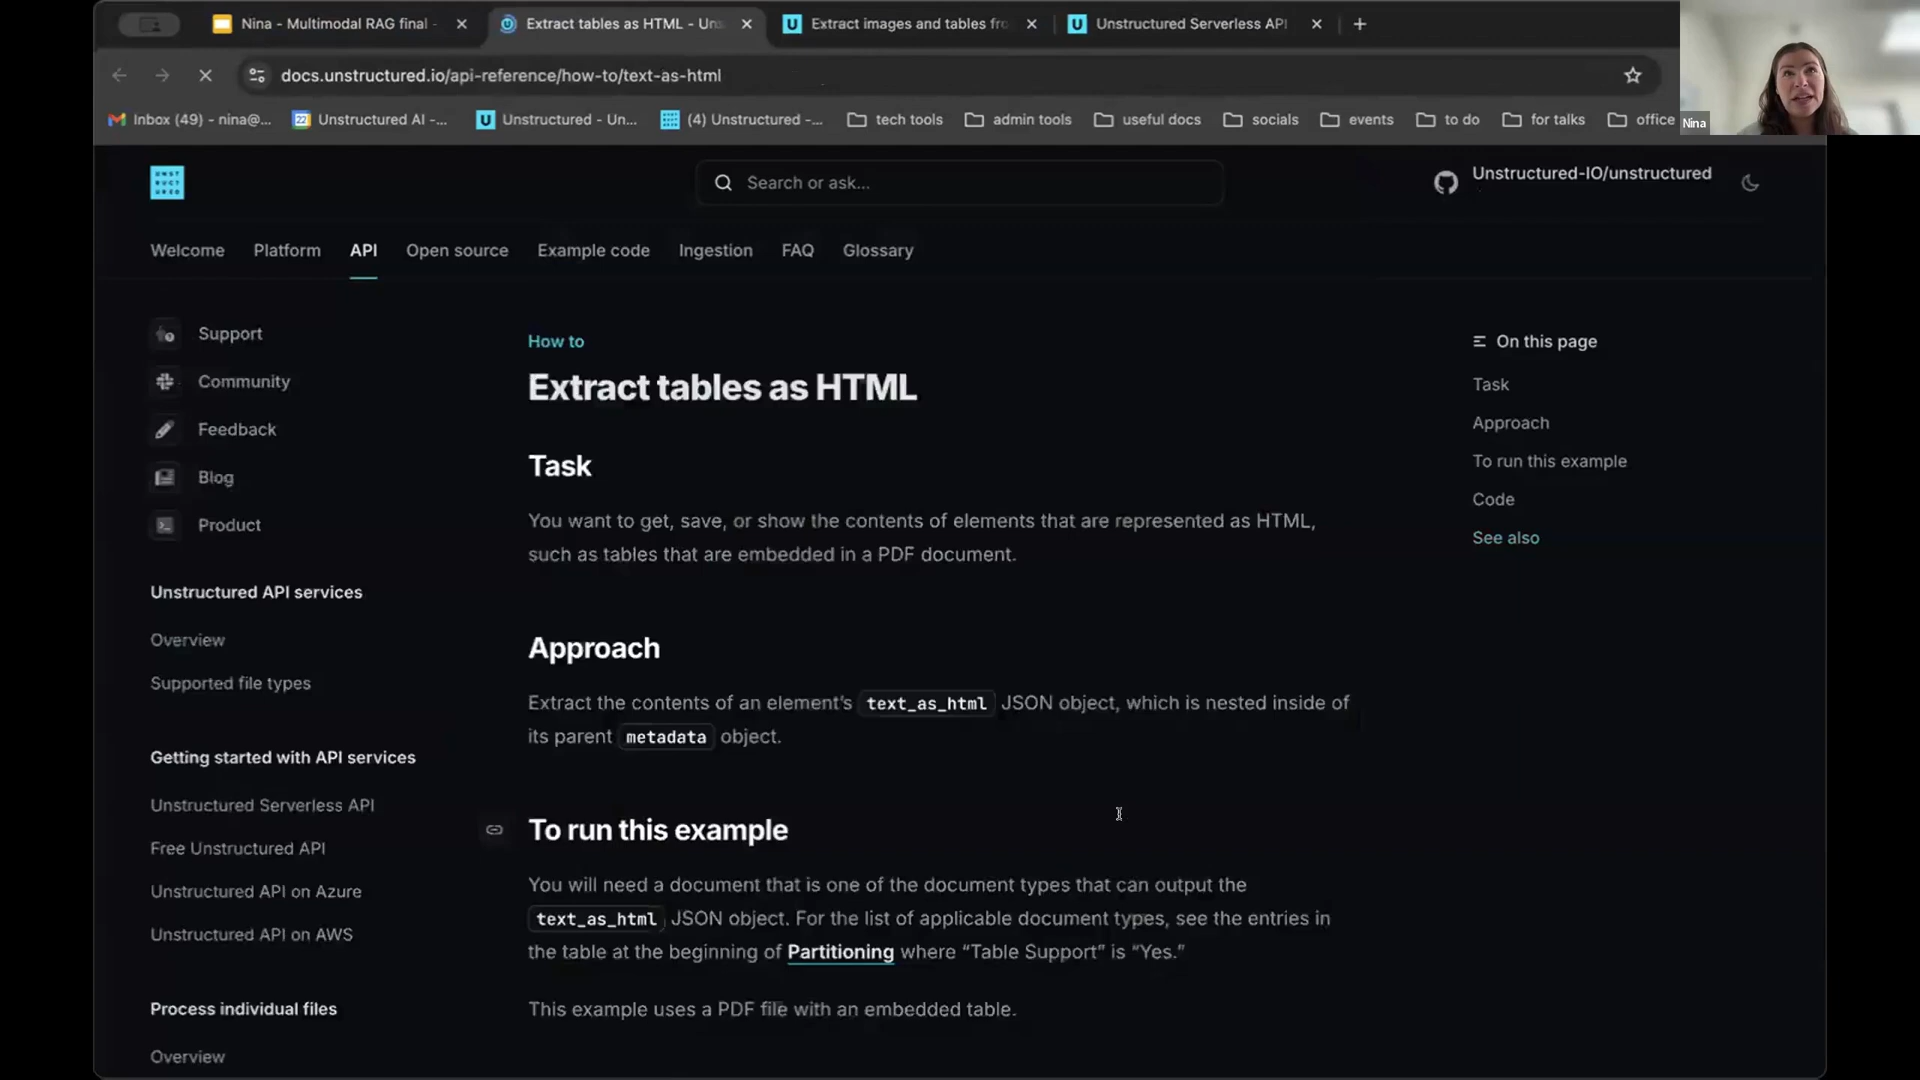 Nina - Multimodal RAG final -
Extract tables as HTML - Uns
Extract images and tables fro
Unstructured Serverless API
docs.unstructured.io/api-reference/how-to/text-as-html
Inbox (49) - nina@...
Unstructured AI -...
Unstructured - Un...
(4) Unstructured -...
tech tools
admin tools
useful docs
socials
events
to do
for talks
office
Nina
Search or ask...
Unstructured-IO/unstructured
Welcome
Platform
API
Open source
Example code
Ingestion
FAQ
Glossary
Support
Community
Feedback
Blog
Product
Unstructured API services
Overview
Supported file types
Getting started with API services
Unstructured Serverless API
Free Unstructured API
Unstructured API on Azure
Unstructured API on AWS
Process individual files
Overview
How to
Extract tables as HTML
Task
You want to get, save, or show the contents of elements that are represented as HTML,
such as tables that are embedded in a PDF document.
Approach
Extract the contents of an element's text_as_html JSON object, which is nested inside of
its parent metadata object.
To run this example
You will need a document that is one of the document types that can output the
text_as_html JSON object. For the list of applicable document types, see the entries in
the table at the beginning of Partitioning where “Table Support” is “Yes.”
This example uses a PDF file with an embedded table.
On this page
Task
Approach
To run this example
Code
See also